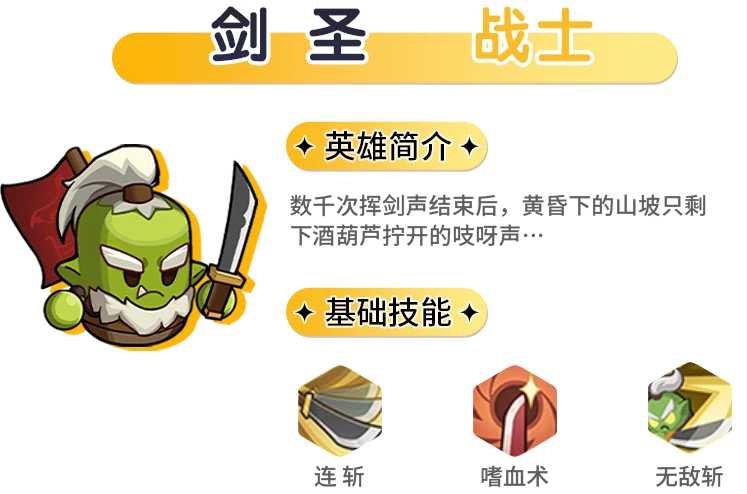 剑 圣 战士
英雄简介
数千次挥剑声结束后，黄昏下的山坡只剩
下酒葫芦拧开的吱呀声…
基础技能
连 斩 嗜血术 无敌斩